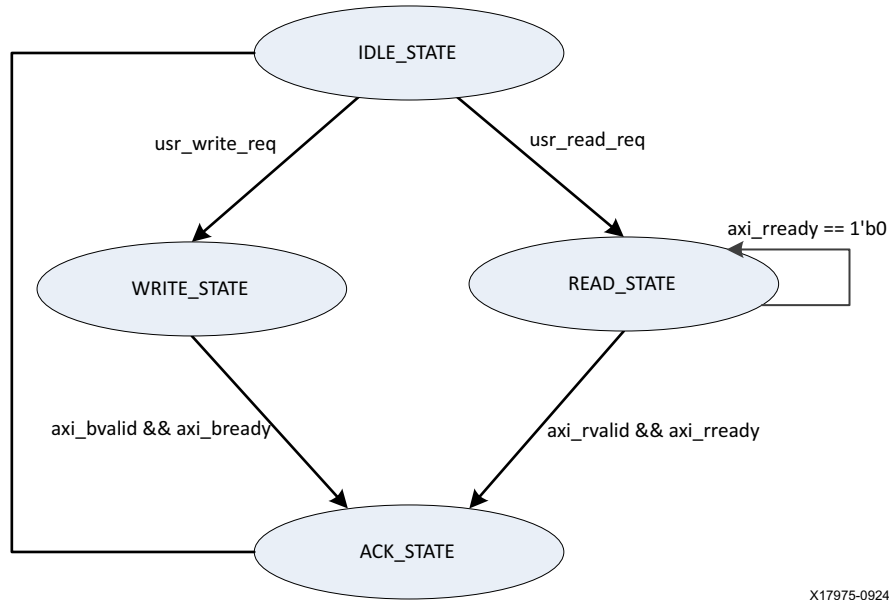 IDLE_STATE
usr_write_req
usr_read_req
axi_rready == 1'b0
WRITE_STATE
READ_STATE
axi_bvalid && axi_bready
axi_rvalid && axi_rready
ACK_STATE
X17975-0924